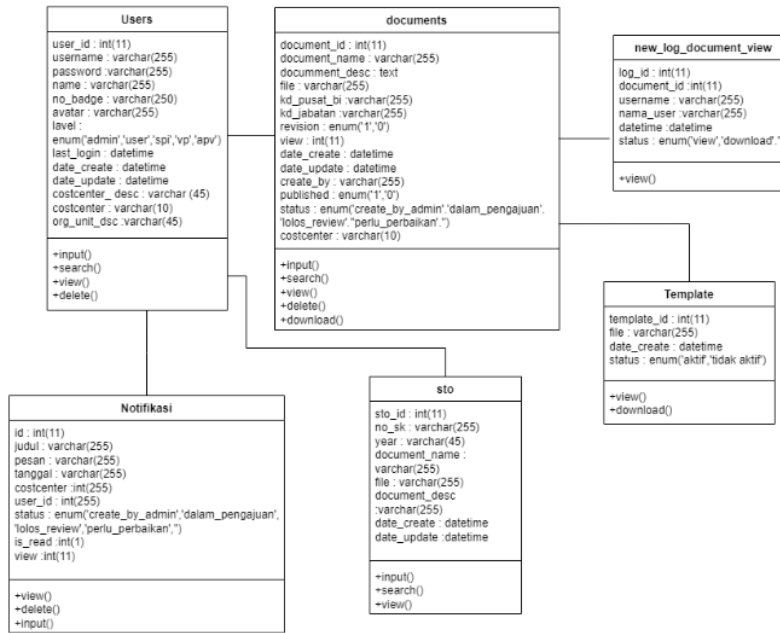 Users
user_id : int(11)
username : varchar(255)
password :varchar(255)
name : varchar(255)
no_badge : varchar(250)
avatar : varchar(255)
lavel :
enum('admin','user','spi','vp','apv')
last_login : datetime
date_create : datetime
date_update : datetime
costcenter_ desc : varchar (45)
costcenter : varchar(10)
org_unit_dsc :varchar(45)
+input()
+search()
+view()
+delete()
documents
document_id : int(11)
document_name : varchar(255)
documment_desc : text
file : varchar(255)
kd_pusat_bi :varchar(255)
kd_jabatan : varchar(255)
revision : enum('1','0')
view : int(11)
date_create : datetime
date_update : datetime
create_by : varchar(255)
published : enum('1','0')
status : enum('create_by_admin'.'dalam_pengajuan'.
'lolos_review'.''perlu_perbaikan'.'')
costcenter : varchar(10)
+input()
+search()
+view()
+delete()
+download()
new_log_document_view
log_id : int(11)
document_id :int(11)
username : varchar(255)
nama_user :varchar(255)
datetime :datetime
status : enum('view','download'.''
+view()
Template
template_id : int(11)
file : varchar(255)
date_create : datetime
status : enum('aktif','tidak aktif')
+view()
+download()
Notifikasi
id : int(11)
judul : varchar(255)
pesan : varchar(255)
tanggal : varchar(255)
costcenter :int(255)
user_id : int(255)
status : enum('create_by_admin','dalam_pengajuan',
'lolos_review','perlu_perbaikan','')
is_read :int(1)
view :int(11)
+view()
+delete()
+input()
sto
sto_id : int(11)
no_sk : varchar(255)
year : varchar(45)
document_name :
varchar(255)
file : varchar(255)
document_desc
:varchar(255)
date_create : datetime
date_update :datetime
+input()
+search()
+view()